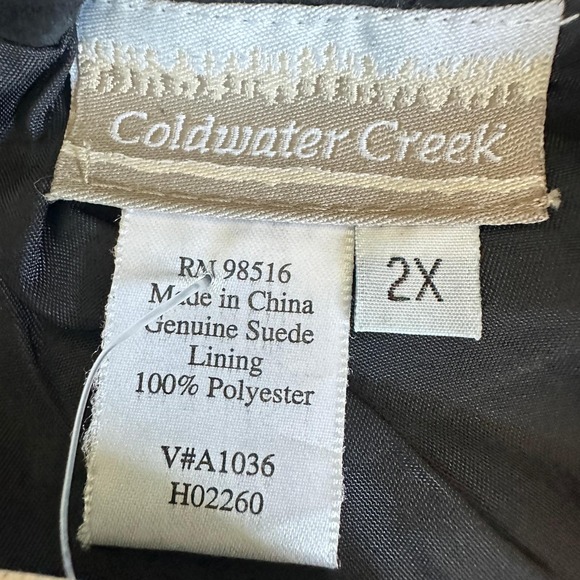 Coldwater Creek
RN 98516
Made in China
Genuine Suede
Lining
100% Polyester
V#A1036
H02260
2X